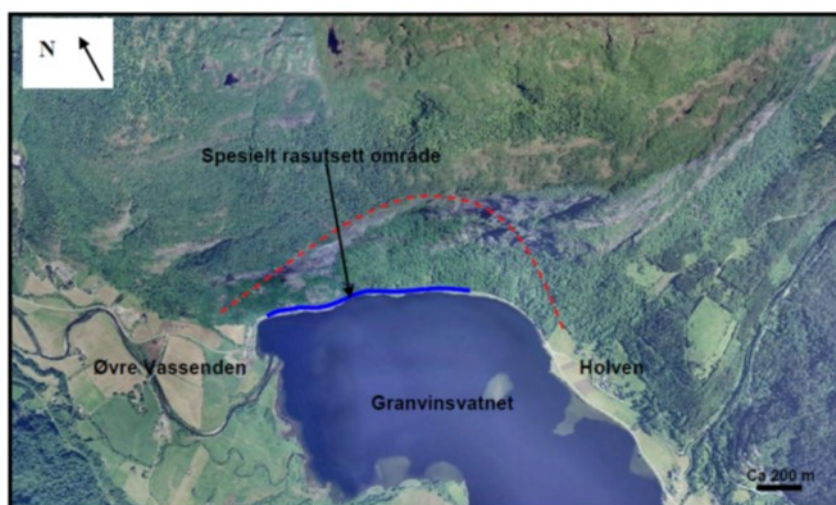 N
Spesielt rasutsett område
Øvre Vassenden
Holven
Granvinsvatnet
Ca 200 m